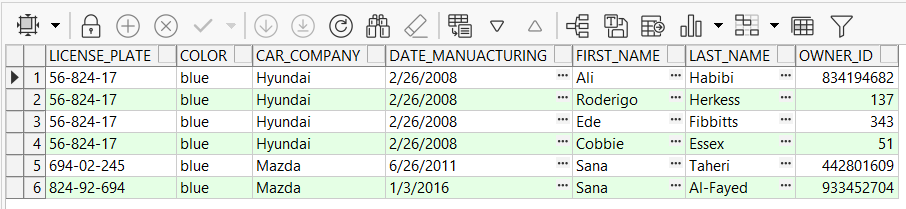 LICENSE_PLATE COLOR CAR_COMPANY DATE_MANUACTURING FIRST_NAME LAST_NAME OWNER_ID
1 56-824-17 blue Hyundai 2/26/2008 ... Ali ... Habibi ... 834194682
2 56-824-17 blue Hyundai 2/26/2008 ... Roderigo ... Herkess ... 137
3 56-824-17 blue Hyundai 2/26/2008 ... Ede ... Fibbitts ... 343
4 56-824-17 blue Hyundai 2/26/2008 ... Cobbie ... Essex ... 51
5 694-02-245 blue Mazda 6/26/2011 ... Sana ... Taheri ... 442801609
6 824-92-694 blue Mazda 1/3/2016 ... Sana ... Al-Fayed ... 933452704